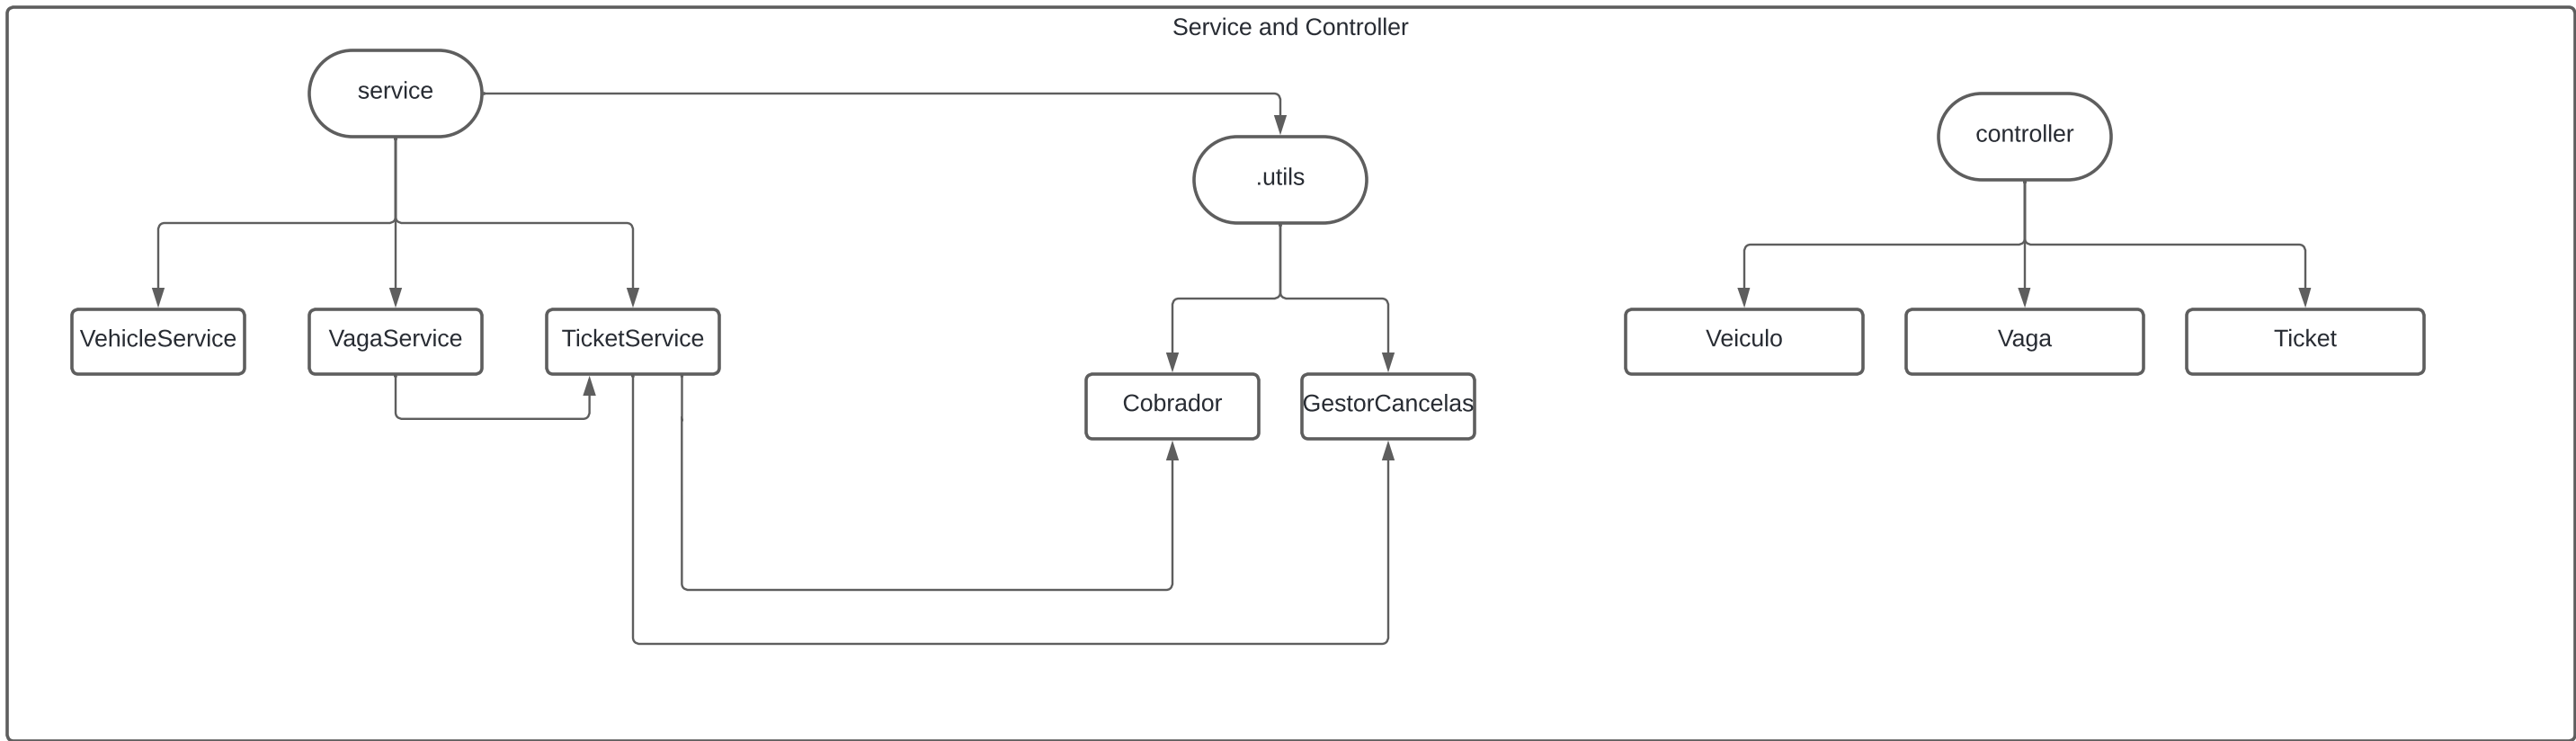 Service and Controller
service
.utils
controller
VehicleService
VagaService
TicketService
Cobrador
GestorCancelas
Veiculo
Vaga
Ticket